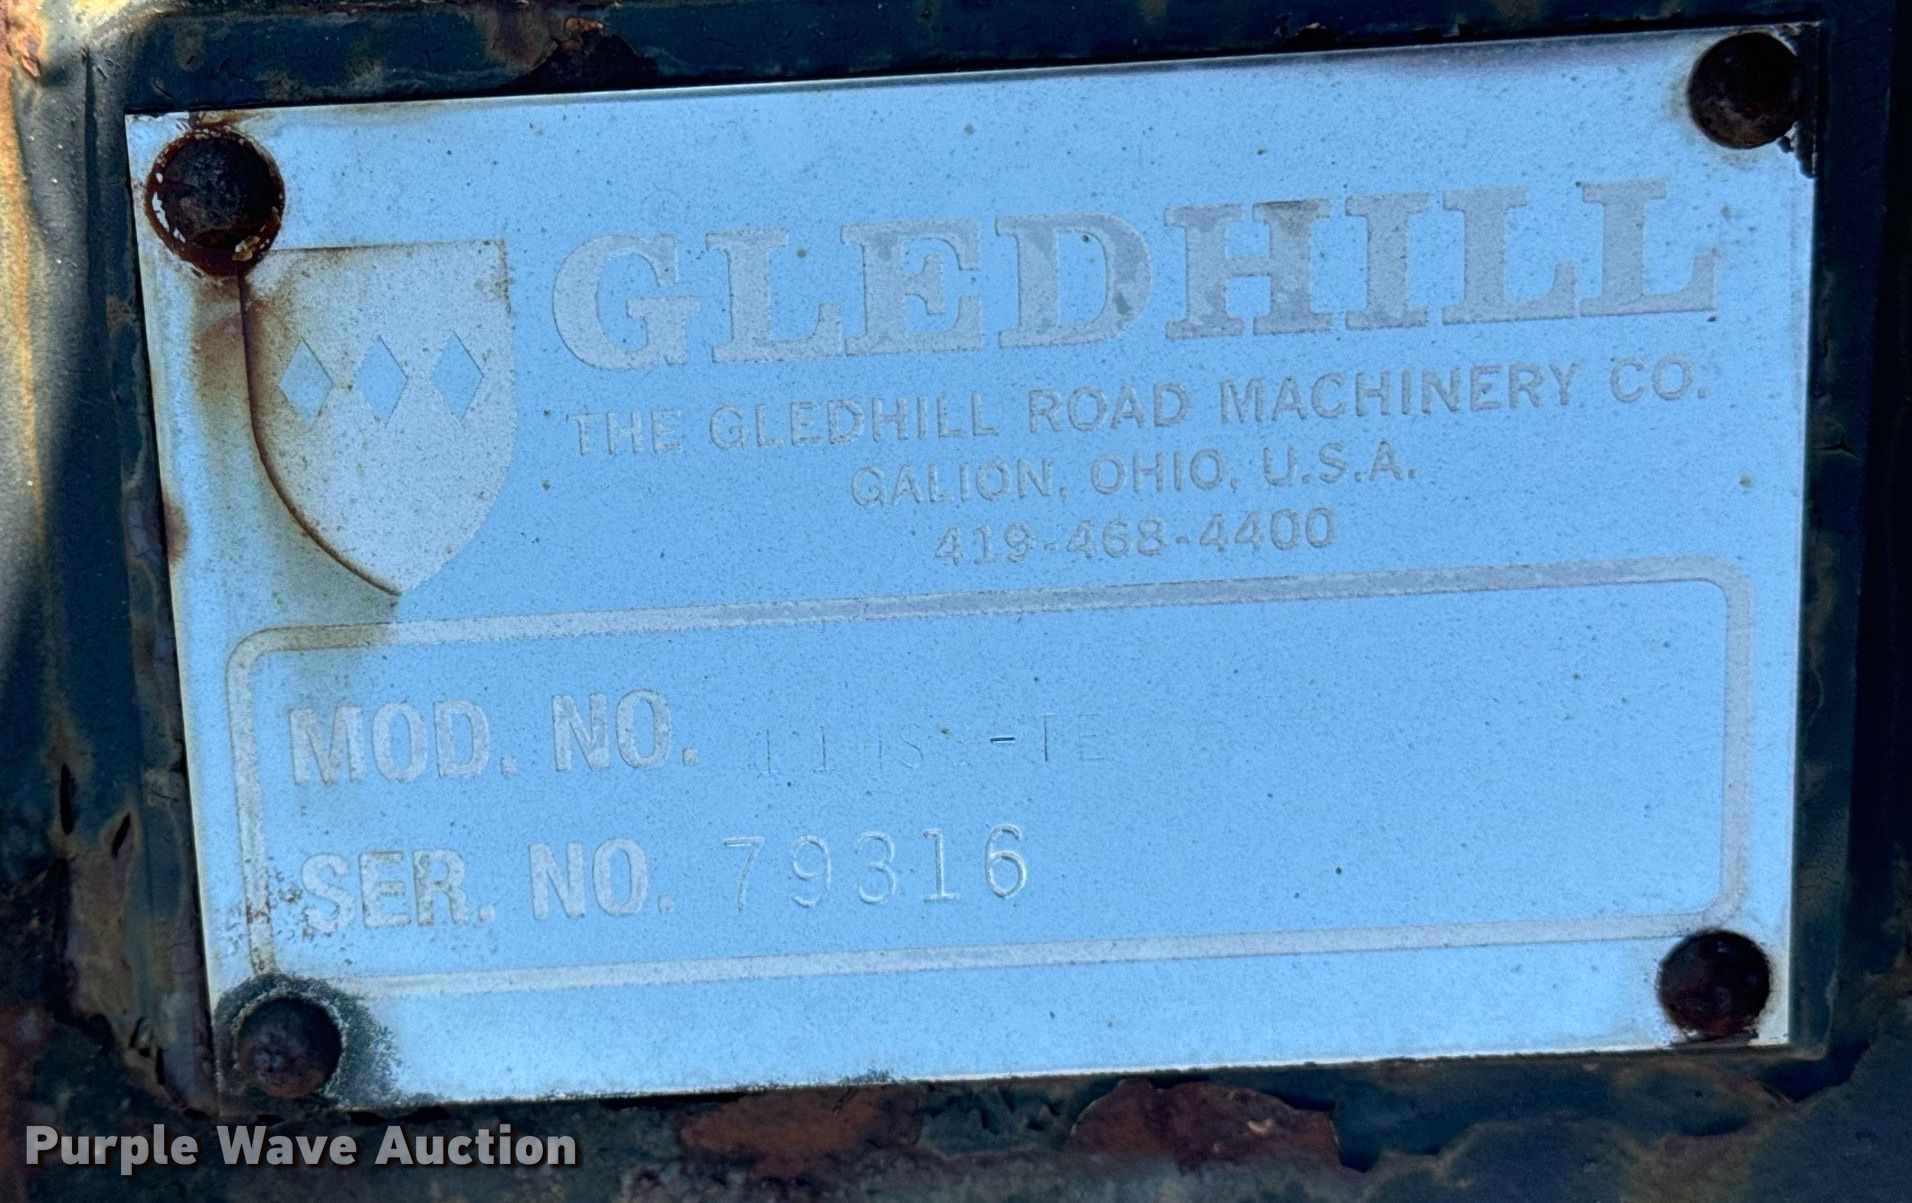 GLEDHILL
THE GLEDHILL ROAD MACHINERY CO.
GALION, OHIO, U.S.A.
419-468-4400
MOD. NO.
SER. NO. 79316
Purple Wave Auction